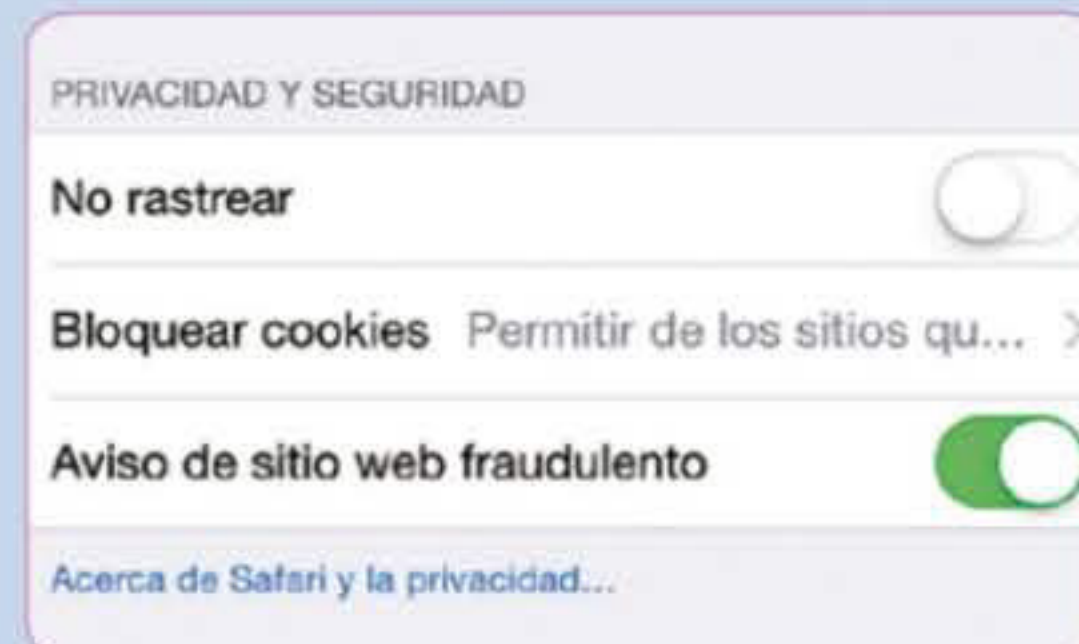 PRIVACIDAD Y SEGURIDAD
No rastrear
Bloquear cookies Permitir de los sitios qu...
Aviso de sitio web fraudulento
Acerca de Safari y la privacidad...